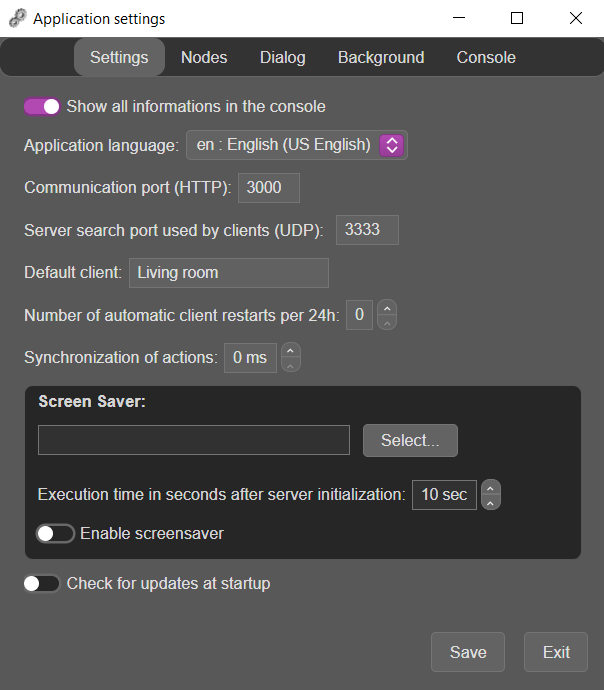 Application settings
Settings Nodes Dialog Background Console
Show all informations in the console
Application language: en : English (US English)
Communication port (HTTP): 3000
Server search port used by clients (UDP): 3333
Default client: Living room
Number of automatic client restarts per 24h: 0
Synchronization of actions: 0 ms
Screen Saver:
Select...
Execution time in seconds after server initialization: 10 sec
Enable screensaver
Check for updates at startup
Save Exit